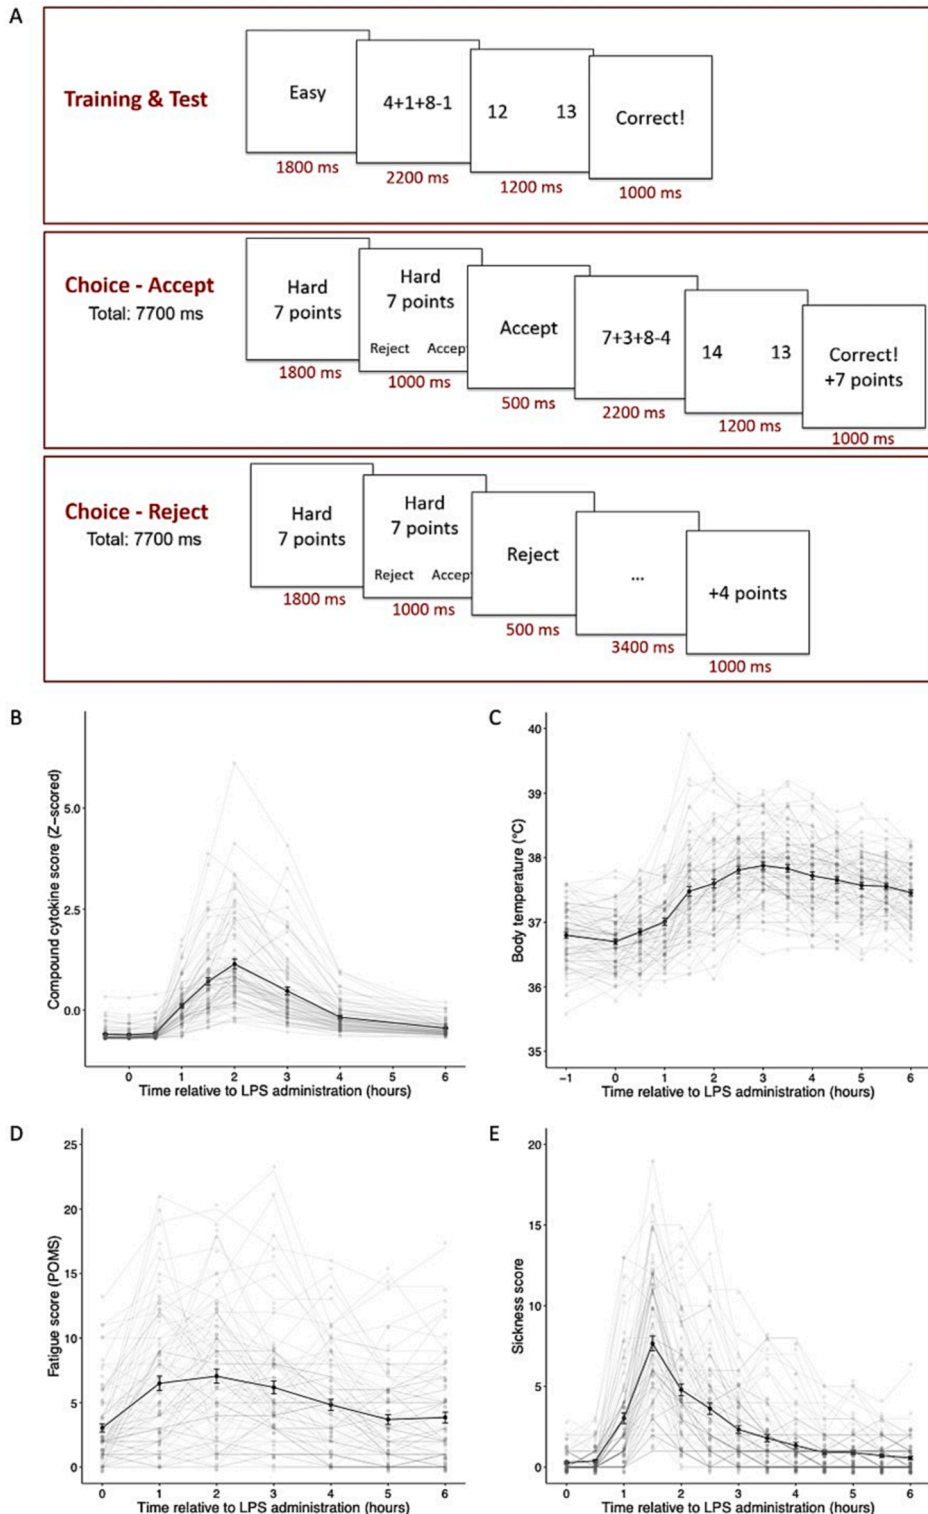 A
Training & Test
Easy
4+1+8-1
12 13
Correct!
1800 ms
2200 ms
1200 ms
1000 ms
Choice - Accept
Total: 7700 ms
Hard
7 points
Hard
7 points
Reject Accept
Accept
7+3+8-4
14 13
Correct!
+7 points
1800 ms
1000 ms
500 ms
2200 ms
1200 ms
1000 ms
Choice - Reject
Total: 7700 ms
Hard
7 points
Hard
7 points
Reject Accept
Reject
...
+4 points
1800 ms
1000 ms
500 ms
3400 ms
1000 ms
B
Compound cytokine score (Z-scored)
5.0
2.5
0.0
0 1 2 3 4 5 6
Time relative to LPS administration (hours)
C
Body temperature (°C)
40
39
38
37
36
35
-1 0 1 2 3 4 5 6
Time relative to LPS administration (hours)
D
Fatigue score (POMS)
25
20
15
10
5
0
0 1 2 3 4 5 6
Time relative to LPS administration (hours)
E
Sickness score
20
15
10
5
0
0 1 2 3 4 5 6
Time relative to LPS administration (hours)